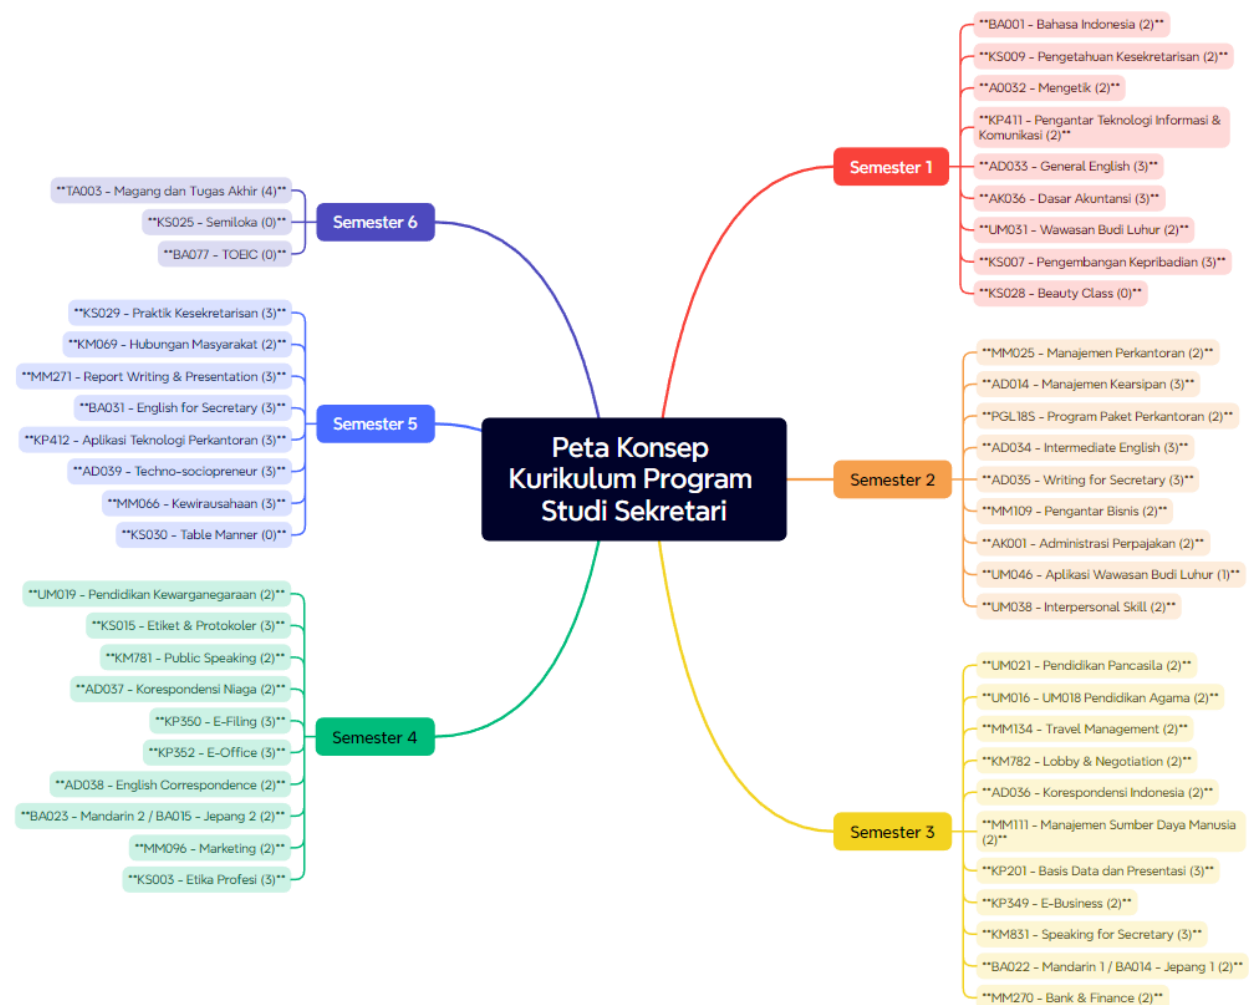 Peta Konsep
Kurikulum Program
Studi Sekretari
Semester 1
**BA001 - Bahasa Indonesia (2)**
**KS009 - Pengetahuan Kesekretarisan (2)**
**A0032 - Mengetik (2)**
**KP411 - Pengantar Teknologi Informasi &
Komunikasi (2)**
**AD033 - General English (3)**
**AK036 - Dasar Akuntansi (3)**
**UM031 - Wawasan Budi Luhur (2)**
**KS007 - Pengembangan Kepribadian (3)**
**KS028 - Beauty Class (0)**
Semester 2
**MM025 - Manajemen Perkantoran (2)**
**AD014 - Manajemen Kearsipan (3)**
**PGL18S - Program Paket Perkantoran (2)**
**AD034 - Intermediate English (3)**
**AD035 - Writing for Secretary (3)**
**MM109 - Pengantar Bisnis (2)**
**AK001 - Administrasi Perpajakan (2)**
**UM046 - Aplikasi Wawasan Budi Luhur (1)**
**UM038 - Interpersonal Skill (2)**
Semester 3
**UM021 - Pendidikan Pancasila (2)**
**UM016 - UM018 Pendidikan Agama (2)**
**MM134 - Travel Management (2)**
**KM782 - Lobby & Negotiation (2)**
**AD036 - Korespondensi Indonesia (2)**
**MM111 - Manajemen Sumber Daya Manusia
(2)**
**KP201 - Basis Data dan Presentasi (3)**
**KP349 - E-Business (2)**
**KM831 - Speaking for Secretary (3)**
**BA022 - Mandarin 1 / BA014 - Jepang 1 (2)**
**MM270 - Bank & Finance (2)**
Semester 4
**UM019 - Pendidikan Kewarganegaraan (2)**
**KS015 - Etiket & Protokoler (3)**
**KM781 - Public Speaking (2)**
**AD037 - Korespondensi Niaga (2)**
**KP350 - E-Filing (3)**
**KP352 - E-Office (3)**
**AD038 - English Correspondence (2)**
**BA023 - Mandarin 2 / BA015 - Jepang 2 (2)**
**MM096 - Marketing (2)**
**KS003 - Etika Profesi (3)**
Semester 5
**KS029 - Praktik Kesekretarisan (3)**
**KM069 - Hubungan Masyarakat (2)**
**MM271 - Report Writing & Presentation (3)**
**BA031 - English for Secretary (3)**
**KP412 - Aplikasi Teknologi Perkantoran (3)**
**AD039 - Techno-sociopreneur (3)**
**MM066 - Kewirausahaan (3)**
**KS030 - Table Manner (0)**
Semester 6
**TA003 - Magang dan Tugas Akhir (4)**
**KS025 - Semiloka (0)**
**BA077 - TOEIC (0)**